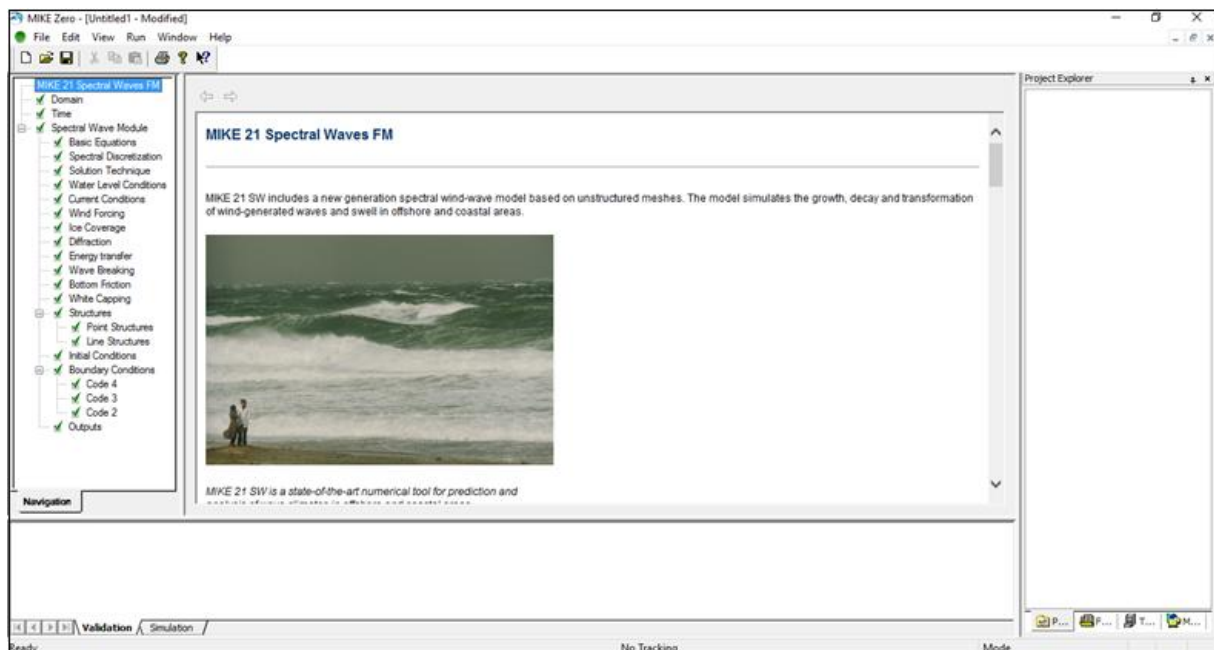 MIKE Zero - [Untitled1 - Modified]
File Edit View Run Window Help
MIKE 21 Spectral Waves FM
Domain
Time
Spectral Wave Module
Basic Equations
Spectral Discretization
Solution Technique
Water Level Conditions
Current Conditions
Wind Forcing
Ice Coverage
Diffraction
Energy transfer
Wave Breaking
Bottom Friction
White Capping
Structures
Point Structures
Line Structures
Initial Conditions
Boundary Conditions
Code 4
Code 3
Code 2
Outputs
Navigation
MIKE 21 Spectral Waves FM
MIKE 21 SW includes a new generation spectral wind-wave model based on unstructured meshes. The model simulates the growth, decay and transformation
of wind-generated waves and swell in offshore and coastal areas.
MIKE 21 SW is a state-of-the-art numerical tool for prediction and
Project Explorer
P... F... T... M...
Validation Simulation
Ready No Tracking Mode